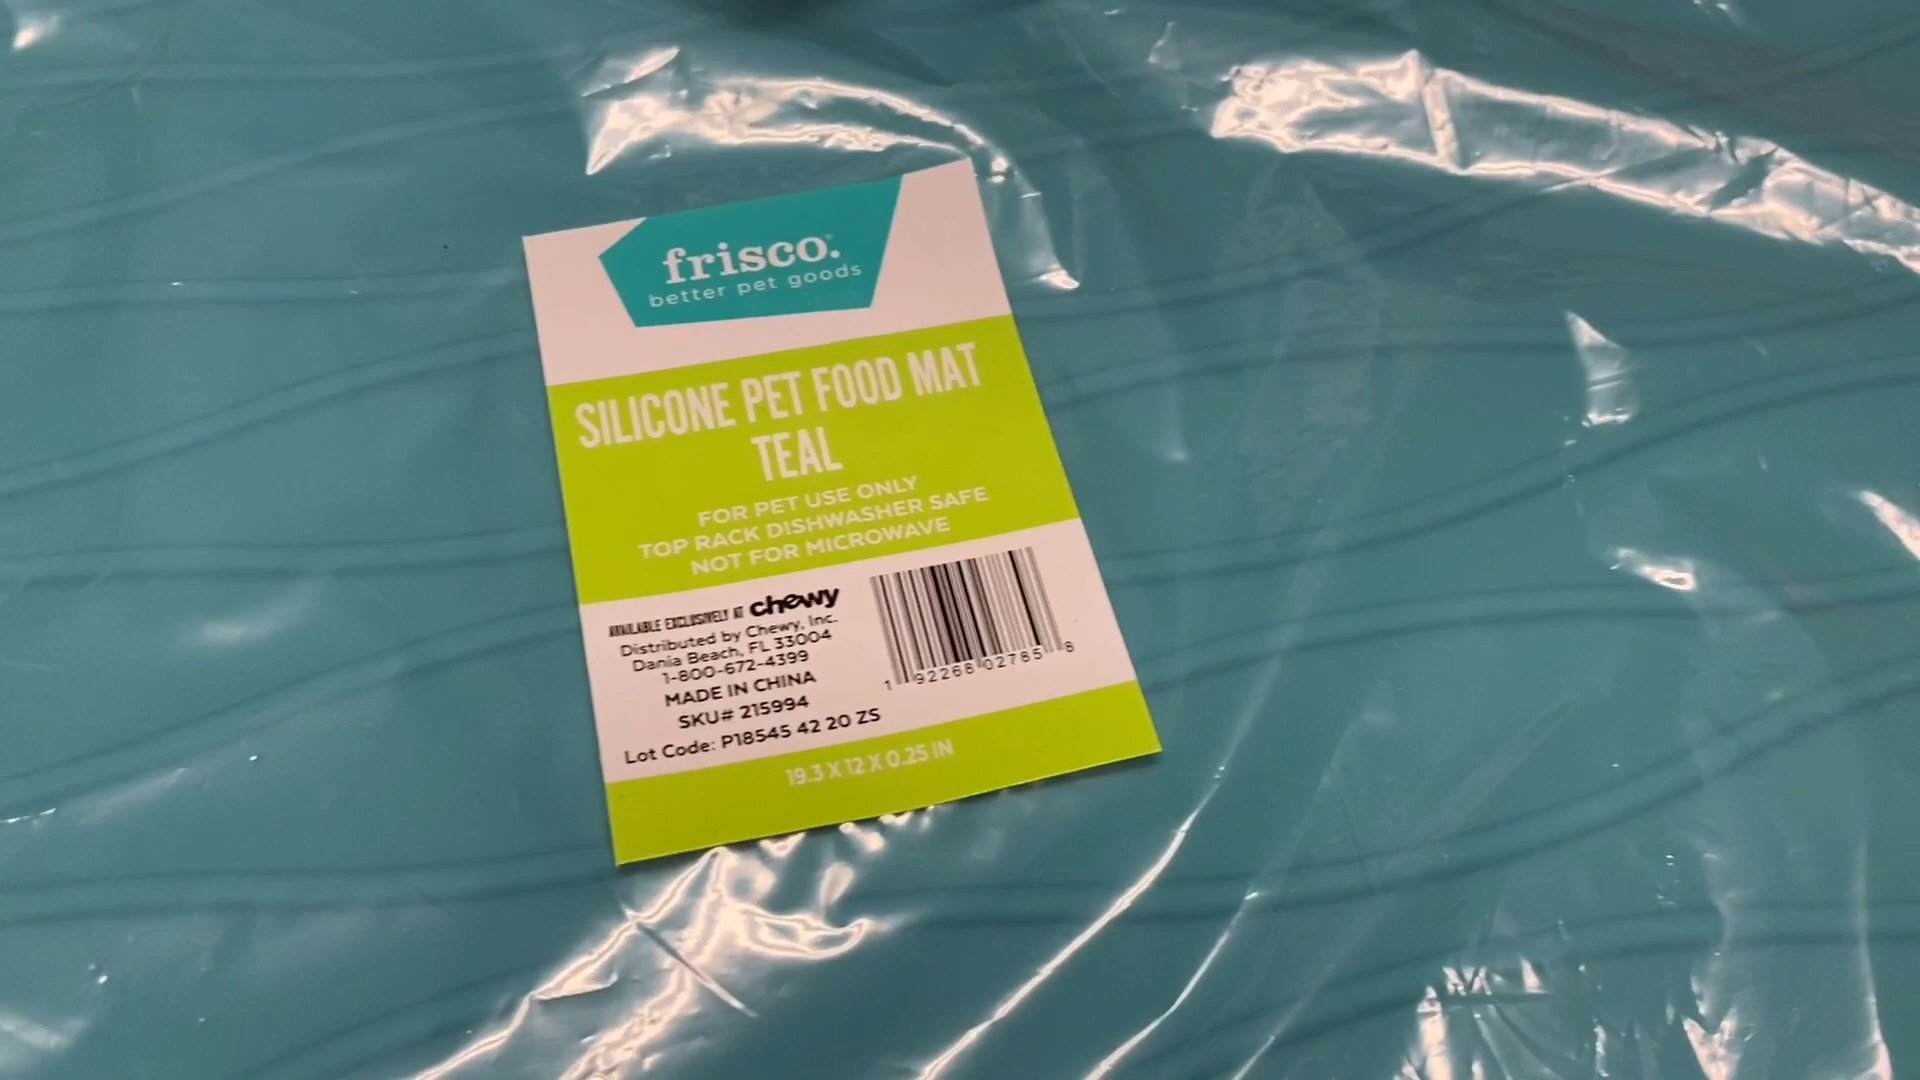 frisco.
better pet goods
SILICONE PET FOOD MAT
TEAL
FOR PET USE ONLY
TOP RACK DISHWASHER SAFE
NOT FOR MICROWAVE
AVAILABLE EXCLUSIVELY AT chewy
Distributed by Chewy, Inc.
Dania Beach, FL 33004
1-800-672-4399
MADE IN CHINA
SKU# 215994
Lot Code: P18545 42 20 ZS
1 92268 02785 8
19.3 X 12 X 0.25 IN